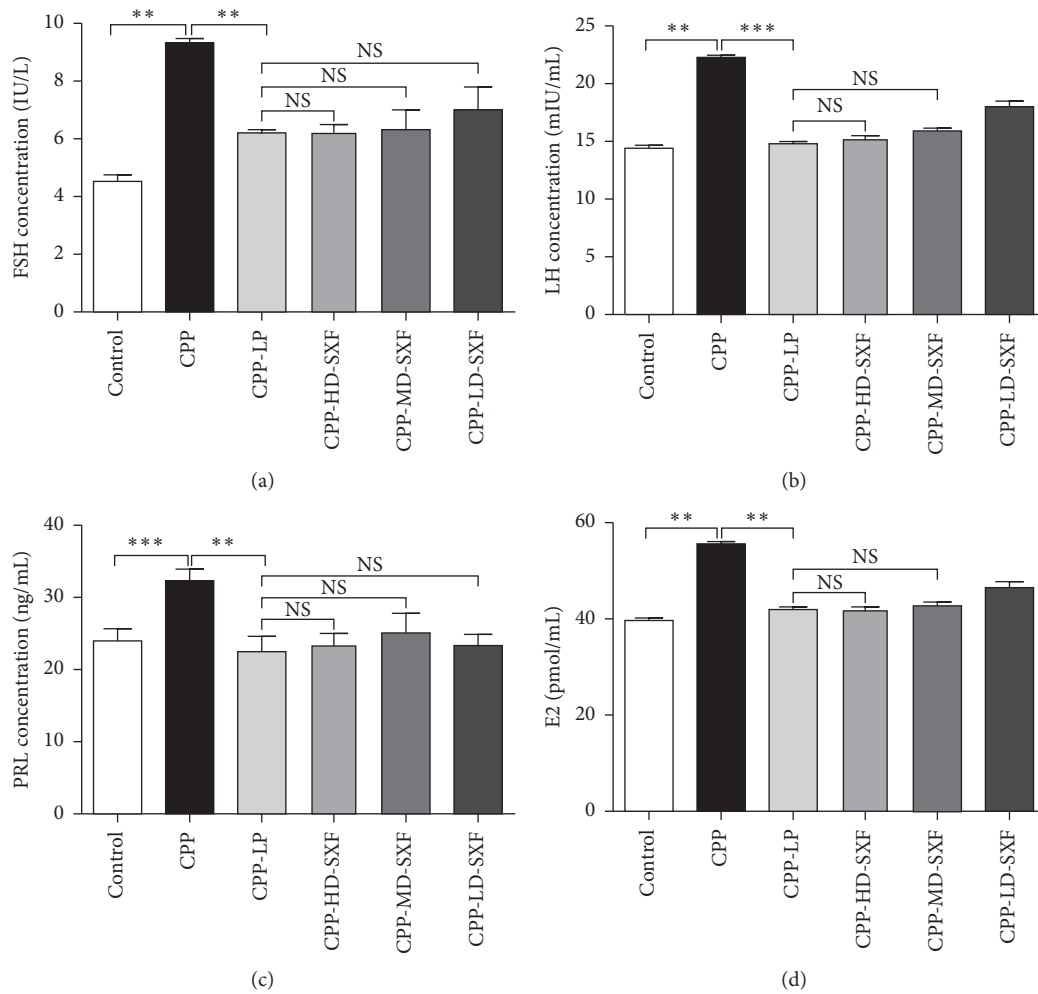 10
8
6
4
2
0
FSH concentration (IU/L)
** **
NS
NS
NS
Control
CPP
CPP-LP
CPP-HD-SXF
CPP-MD-SXF
CPP-LD-SXF
(a)
25
20
15
10
5
0
LH concentration (mIU/mL)
** ***
NS
NS
Control
CPP
CPP-LP
CPP-HD-SXF
CPP-MD-SXF
CPP-LD-SXF
(b)
40
30
20
10
0
PRL concentration (ng/mL)
*** **
NS
NS
NS
Control
CPP
CPP-LP
CPP-HD-SXF
CPP-MD-SXF
CPP-LD-SXF
(c)
60
40
20
0
E2 (pmol/mL)
** **
NS
NS
Control
CPP
CPP-LP
CPP-HD-SXF
CPP-MD-SXF
CPP-LD-SXF
(d)